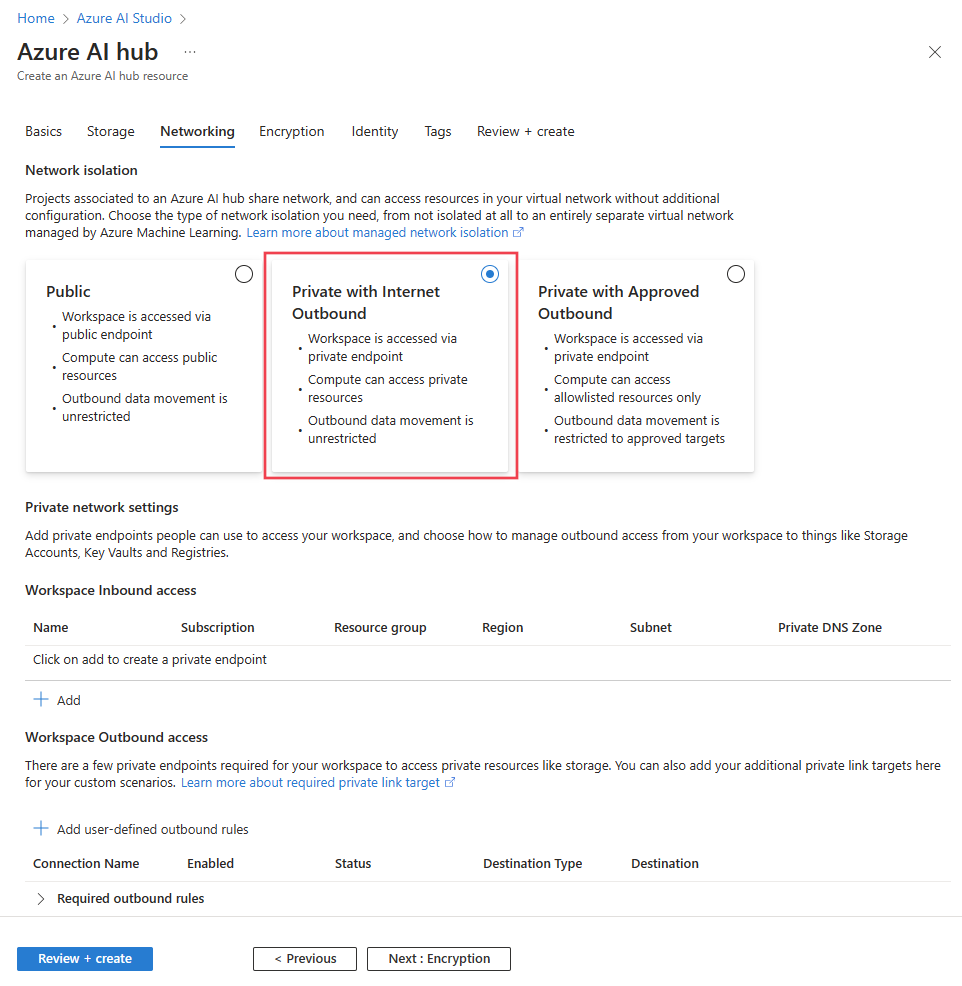 Home > Azure AI Studio >
Azure AI hub ...
Create an Azure AI hub resource
Basics Storage Networking Encryption Identity Tags Review + create
Network isolation
Projects associated to an Azure AI hub share network, and can access resources in your virtual network without additional
configuration. Choose the type of network isolation you need, from not isolated at all to an entirely separate virtual network
managed by Azure Machine Learning. Learn more about managed network isolation
Public
• Workspace is accessed via
public endpoint
• Compute can access public
resources
• Outbound data movement is
unrestricted
Private with Internet
Outbound
• Workspace is accessed via
private endpoint
• Compute can access private
resources
• Outbound data movement is
unrestricted
Private with Approved
Outbound
• Workspace is accessed via
private endpoint
• Compute can access
allowlisted resources only
• Outbound data movement is
restricted to approved targets
Private network settings
Add private endpoints people can use to access your workspace, and choose how to manage outbound access from your workspace to things like Storage
Accounts, Key Vaults and Registries.
Workspace Inbound access
Name Subscription Resource group Region Subnet Private DNS Zone
Click on add to create a private endpoint
+ Add
Workspace Outbound access
There are a few private endpoints required for your workspace to access private resources like storage. You can also add your additional private link targets here
for your custom scenarios. Learn more about required private link target
+ Add user-defined outbound rules
Connection Name Enabled Status Destination Type Destination
> Required outbound rules
Review + create < Previous Next : Encryption